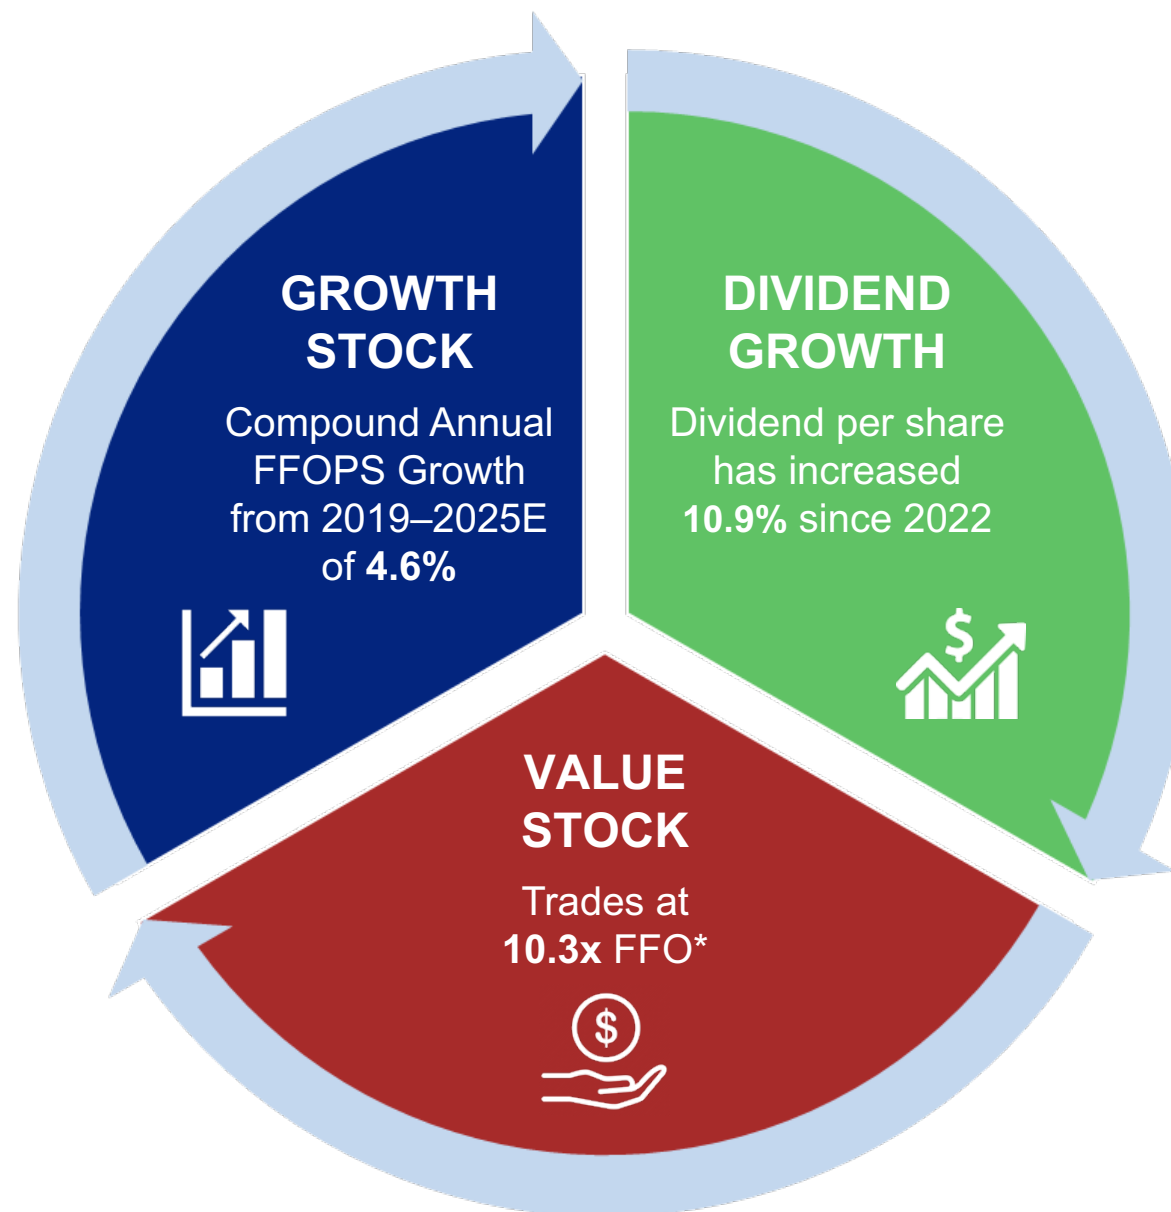 GROWTH
STOCK
Compound Annual
FFOPS Growth
from 2019–2025E
of 4.6%
DIVIDEND
GROWTH
Dividend per share
has increased
10.9% since 2022
$
VALUE
STOCK
Trades at
10.3x FFO*
$